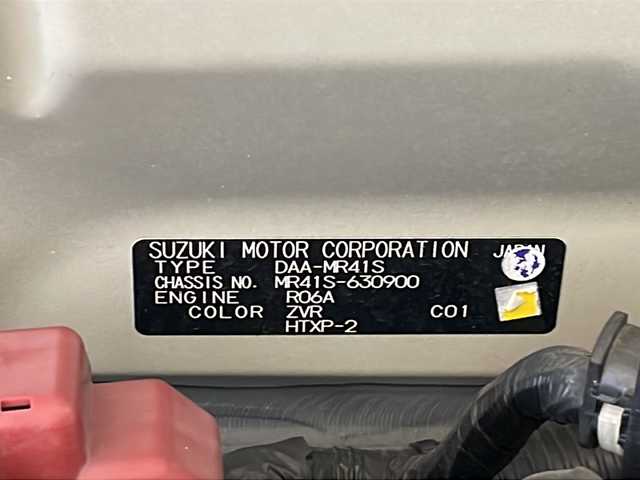 SUZUKI MOTOR CORPORATION JAPAN
TYPE DAA-MR41S
CHASSIS NO. MR41S-630900
ENGINE R06A
COLOR ZVR C01
HTXP-2